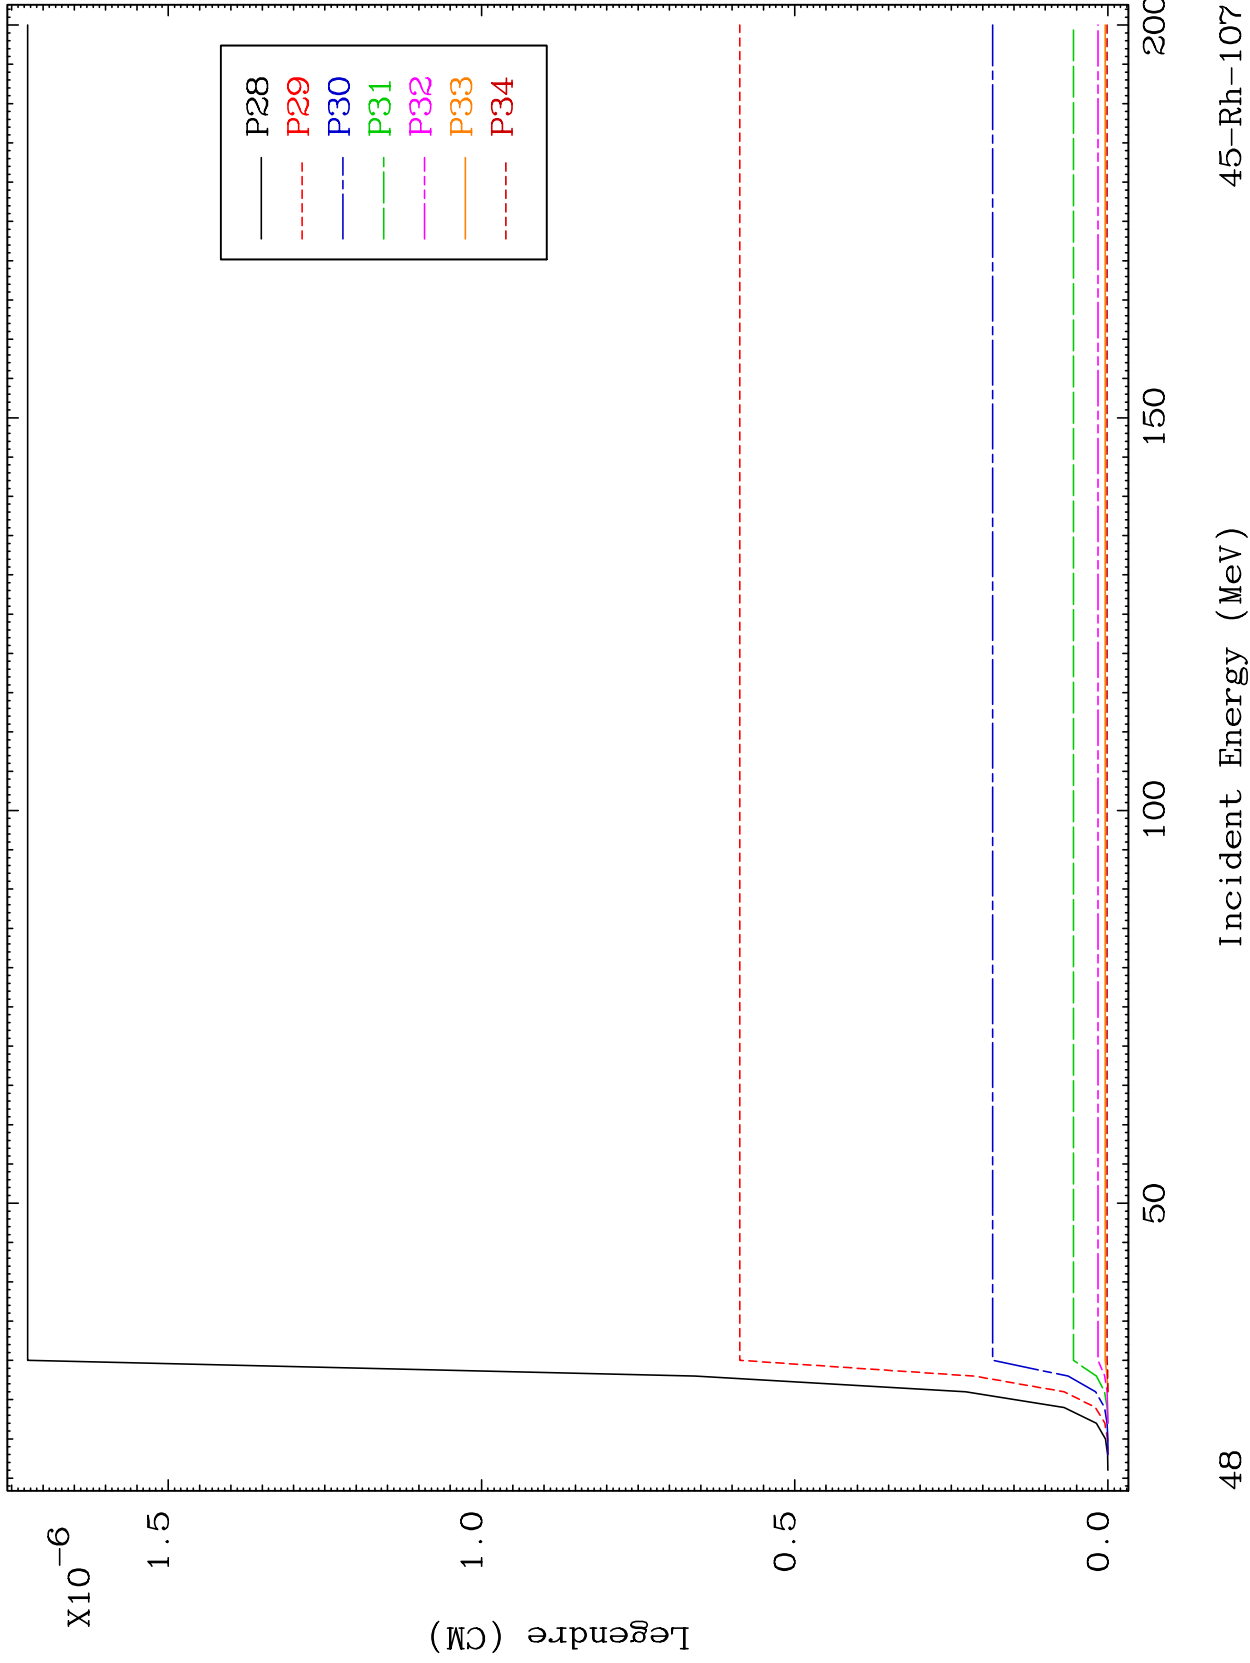 X10-6
1.5
1.0
0.5
0.0
Legendre (CM)
P28
P29
P30
P31
P32
P33
P34
50
100
150
200
Incident Energy (MeV)
48
45-Rh-107